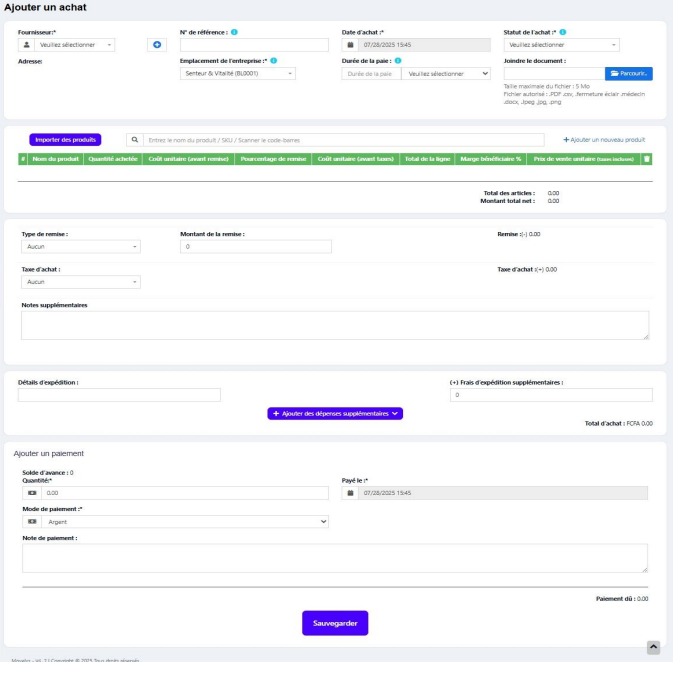 Ajouter un achat
Fournisseur:*
N° de référence :
Date d'achat :*
Statut de l'achat :*
Veuillez sélectionner
07/28/2025 15:45
Veuillez sélectionner
Adresse:
Emplacement de l'entreprise :*
Durée de la paie :
Joindre le document :
Senteur & Vitalité (BL0001)
Durée de la paie
Veuillez sélectionner
Parcourir..
Taille maximale du fichier : 5 Mo
Fichier autorisé : .PDF .csv, .fermeture éclair .médecin
.docx, .jpeg .jpg, .png
Importer des produits
Entrez le nom du produit / SKU / Scanner le code-barres
+ Ajouter un nouveau produit
# Nom du produit Quantité achetée Coût unitaire (avant remise) Pourcentage de remise Coût unitaire (avant taxes) Total de la ligne Marge bénéficiaire % Prix de vente unitaire (taxes incluses)
Total des articles : 0.00
Montant total net : 0.00
Type de remise :
Montant de la remise :
Remise :(-) 0.00
Aucun
0
Taxe d'achat :
Taxe d'achat :(+) 0.00
Aucun
Notes supplémentaires
Détails d'expédition :
(+) Frais d'expédition supplémentaires :
0
+ Ajouter des dépenses supplémentaires
Total d'achat : FCFA 0.00
Ajouter un paiement
Solde d'avance : 0
Quantité:*
Payé le :*
0.00
07/28/2025 15:45
Mode de paiement :*
Argent
Note de paiement :
Paiement dû : 0.00
Sauvegarder
| Copyright © 2025 Tous droits réservés